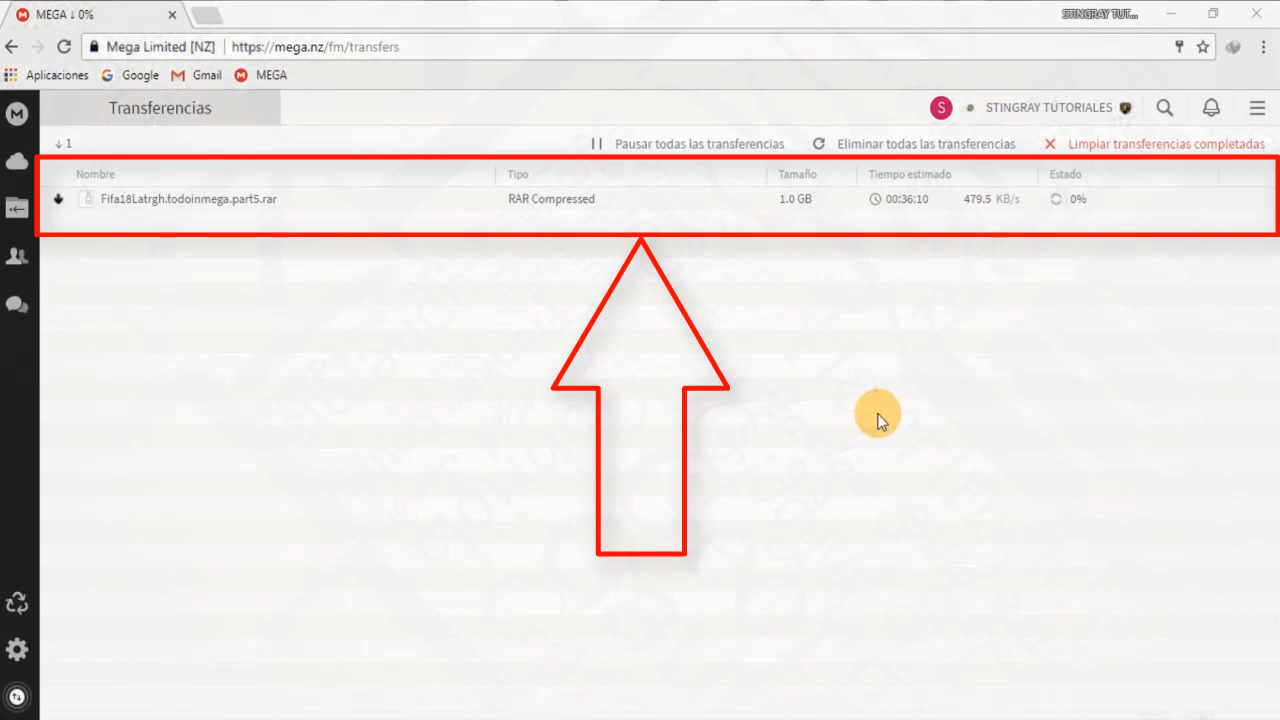 MEGA ↓ 0%
STINGRAY TUT...
Mega Limited [NZ] https://mega.nz/fm/transfers
Aplicaciones Google Gmail MEGA
Transferencias S STINGRAY TUTORIALES
↓ 1 Pausar todas las transferencias Eliminar todas las transferencias Limpiar transferencias completadas
Nombre Tipo Tamaño Tiempo estimado Estado
Fifa18Latrgh.todoinmega.part5.rar RAR Compressed 1.0 GB 00:36:10 479.5 KB/s 0%